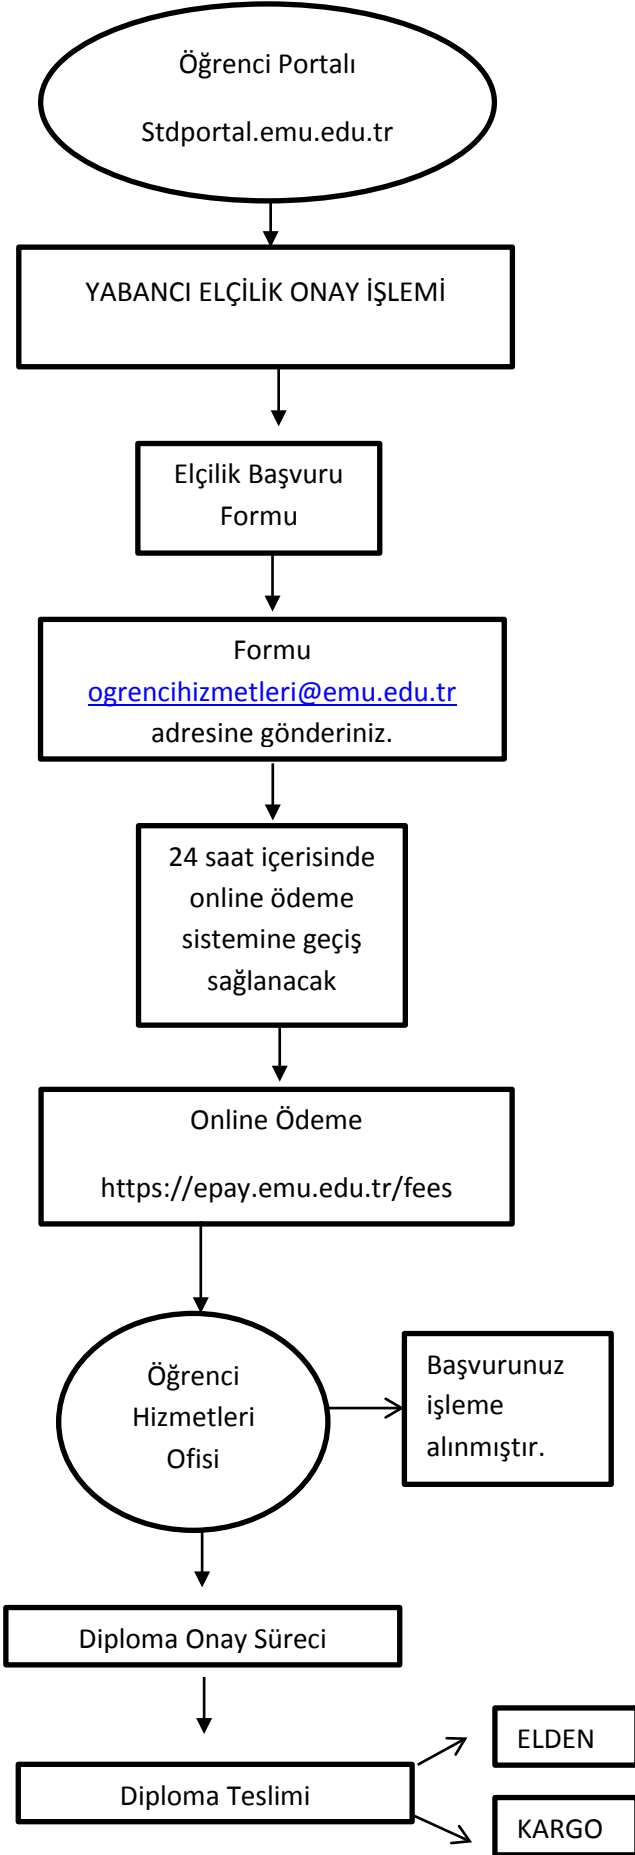 Öğrenci Portalı
Stdportal.emu.edu.tr
YABANCI ELÇİLİK ONAY İŞLEMİ
Elçilik Başvuru
Formu
Formu
ogrencihizmetleri@emu.edu.tr
adresine gönderiniz.
24 saat içerisinde
online ödeme
sistemine geçiş
sağlanacak
Online Ödeme
https://epay.emu.edu.tr/fees
Öğrenci
Hizmetleri
Ofisi
Başvurunuz
işleme
alınmıştır.
Diploma Onay Süreci
Diploma Teslimi
ELDEN
KARGO